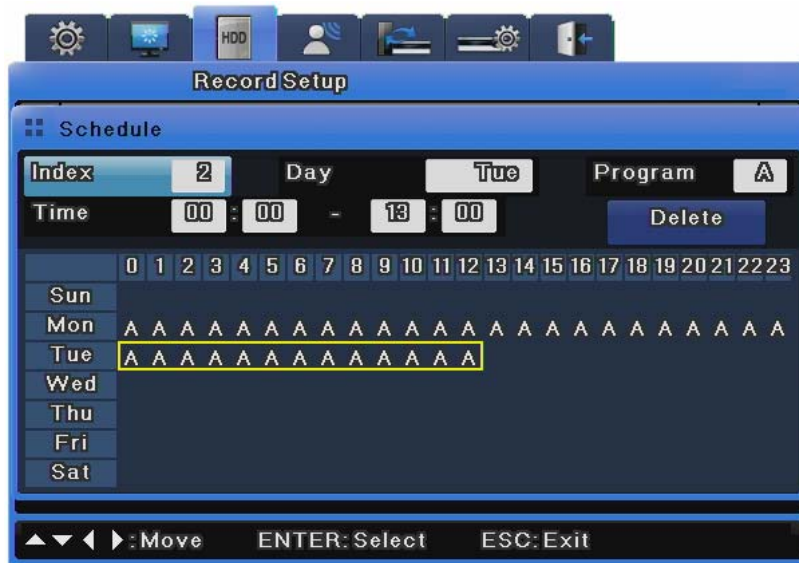 HDD
Record Setup
Schedule
Index 2 Day Tue Program A
Time 00 : 00 - 13 : 00 Delete
0 1 2 3 4 5 6 7 8 9 10 11 12 13 14 15 16 17 18 19 20 21 22 23
Sun
Mon A A A A A A A A A A A A A A A A A A A A A A A A
Tue A A A A A A A A A A A A A
Wed
Thu
Fri
Sat
:Move ENTER:Select ESC:Exit